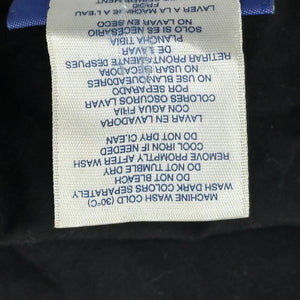 MACHINE WASH COLD (30°C)
WASH DARK COLORS SEPARATELY
DO NOT BLEACH
DO NOT TUMBLE DRY
REMOVE PROMPTLY AFTER WASH
COOL IRON IF NEEDED
DO NOT DRY CLEAN
LAVAR EN LAVADORA
CON AGUA FRIA
COLORES OSCUROS LAVAR
POR SEPARADO
NO USAR BLANQUEADOR
NO USAR SECADORA
RETIRAR PRONTAMENTE DESPUES
DE LAVAR
PLANCHA TIBIA
SOLO SI ES NECESARIO
NO LAVAR EN SECO
LAVER A LA MACHINE A L'EAU